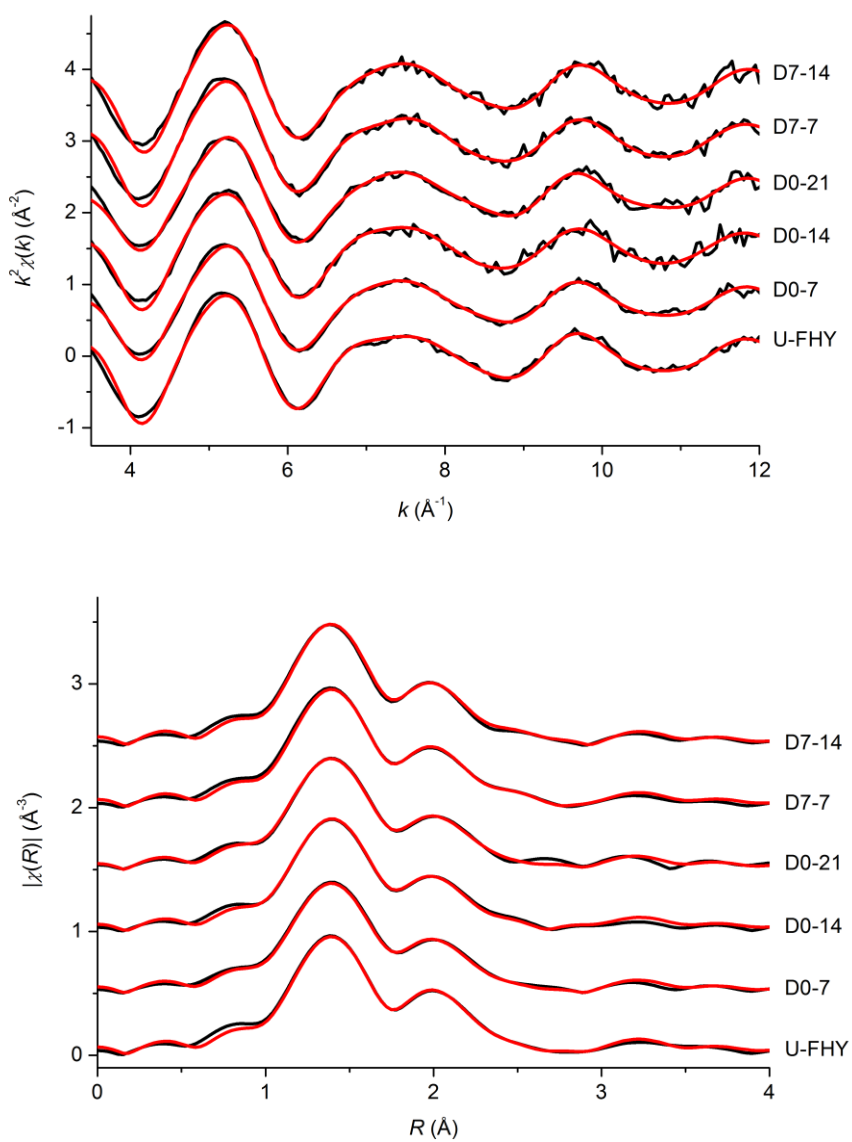 4
3
2
1
0
-1
k²χ(k) (Å⁻²)
D7-14
D7-7
D0-21
D0-14
D0-7
U-FHY
4 6 8 10 12
k (Å⁻¹)
3
2
1
0
|χ(R)| (Å⁻³)
D7-14
D7-7
D0-21
D0-14
D0-7
U-FHY
0 1 2 3 4
R (Å)